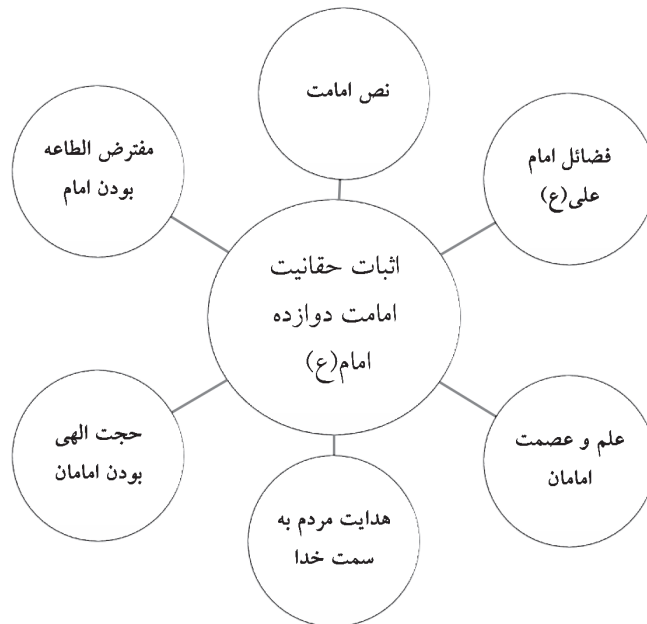 نص امامت
فضائل امام
علی(ع)
علم و عصمت
امامان
هدایت مردم به
سمت خدا
حجت الهی
بودن امامان
مفترض الطاعه
بودن امام
اثبات حقانیت
امامت دوازده
امام(ع)